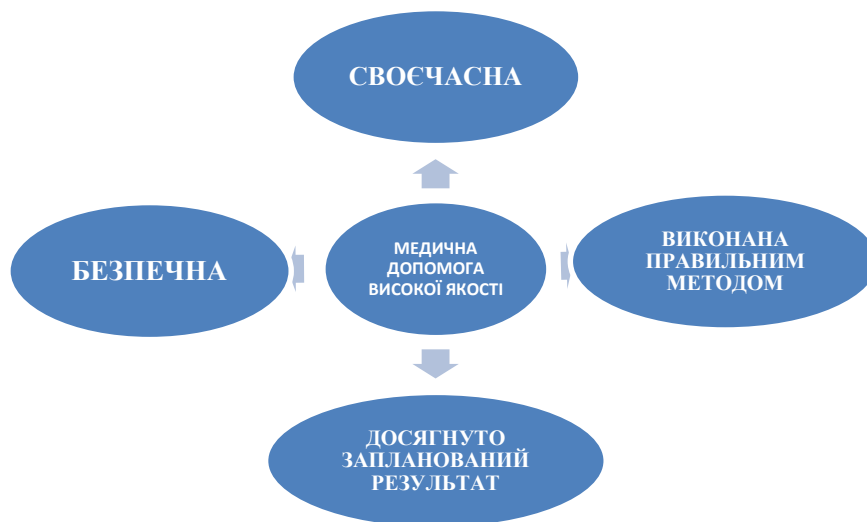 СВОЄЧАСНА
БЕЗПЕЧНА
МЕДИЧНА
ДОПОМОГА
ВИСОКОЇ ЯКОСТІ
ВИКОНАНА
ПРАВИЛЬНИМ
МЕТОДОМ
ДОСЯГНУТО
ЗАПЛАНОВАНИЙ
РЕЗУЛЬТАТ